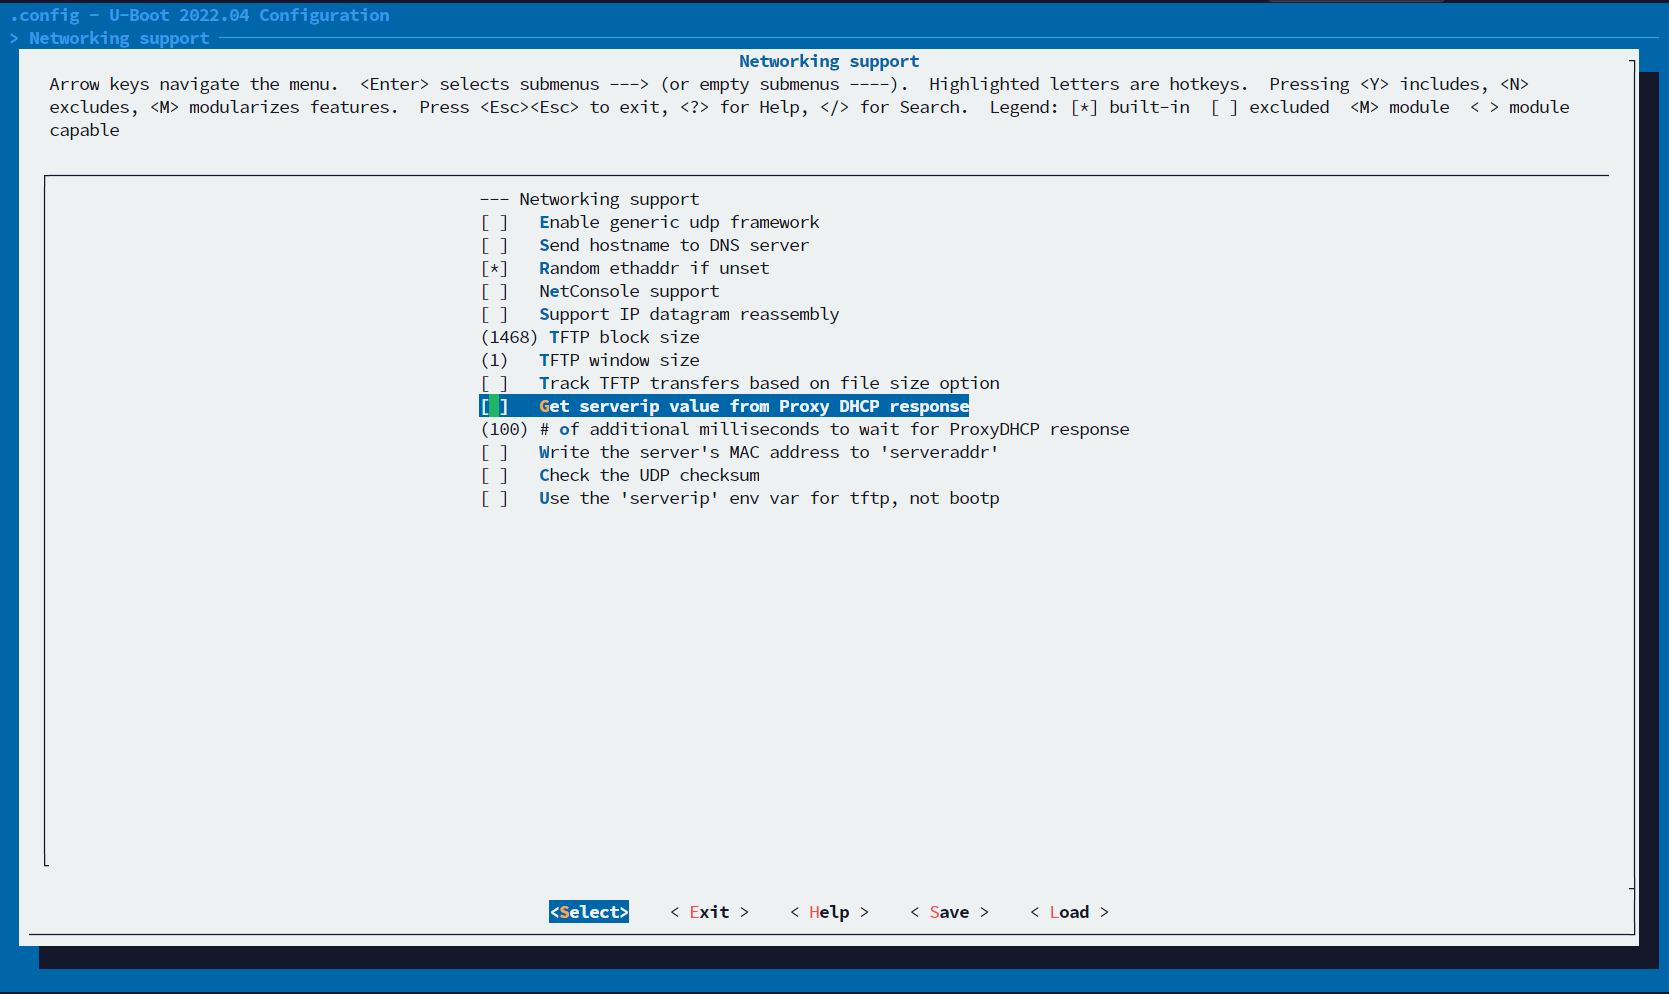 .config - U-Boot 2022.04 Configuration
> Networking support
Networking support
Arrow keys navigate the menu.  <Enter> selects submenus ---> (or empty submenus ----).  Highlighted letters are hotkeys.  Pressing <Y> includes, <N>
excludes, <M> modularizes features.  Press <Esc><Esc> to exit, <?> for Help, </> for Search.  Legend: [*] built-in  [ ] excluded  <M> module  < > module
capable
--- Networking support
[ ]   Enable generic udp framework
[ ]   Send hostname to DNS server
[*]   Random ethaddr if unset
[ ]   NetConsole support
[ ]   Support IP datagram reassembly
(1468) TFTP block size
(1)   TFTP window size
[ ]   Track TFTP transfers based on file size option
[ ]   Get serverip value from Proxy DHCP response
(100) # of additional milliseconds to wait for ProxyDHCP response
[ ]   Write the server's MAC address to 'serveraddr'
[ ]   Check the UDP checksum
[ ]   Use the 'serverip' env var for tftp, not bootp
<Select>    < Exit >    < Help >    < Save >    < Load >